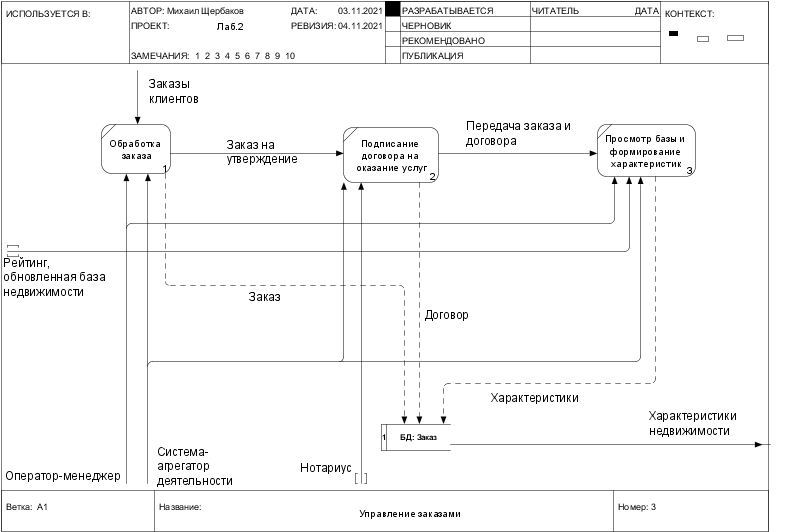 ИСПОЛЬЗУЕТСЯ В:
АВТОР: Михаил Щербаков
ДАТА: 03.11.2021
РАЗРАБАТЫВАЕТСЯ
ЧИТАТЕЛЬ
ДАТА
КОНТЕКСТ:
ПРОЕКТ: Лаб.2
РЕВИЗИЯ: 04.11.2021
ЧЕРНОВИК
РЕКОМЕНДОВАНО
ЗАМЕЧАНИЯ: 1 2 3 4 5 6 7 8 9 10
ПУБЛИКАЦИЯ
Заказы
клиентов
Обработка
заказа
1
Заказ на
утверждение
Подписание
договора на
оказание услуг
2
Передача заказа и
договора
Просмотр базы и
формирование
характеристик
3
Рейтинг,
обновленная база
недвижимости
Заказ
Договор
Характеристики
1
БД: Заказ
Характеристики
недвижимости
Оператор-менеджер
Система-
агрегатор
деятельности
Нотариус
Ветка: А1
Название:
Управление заказами
Номер: 3